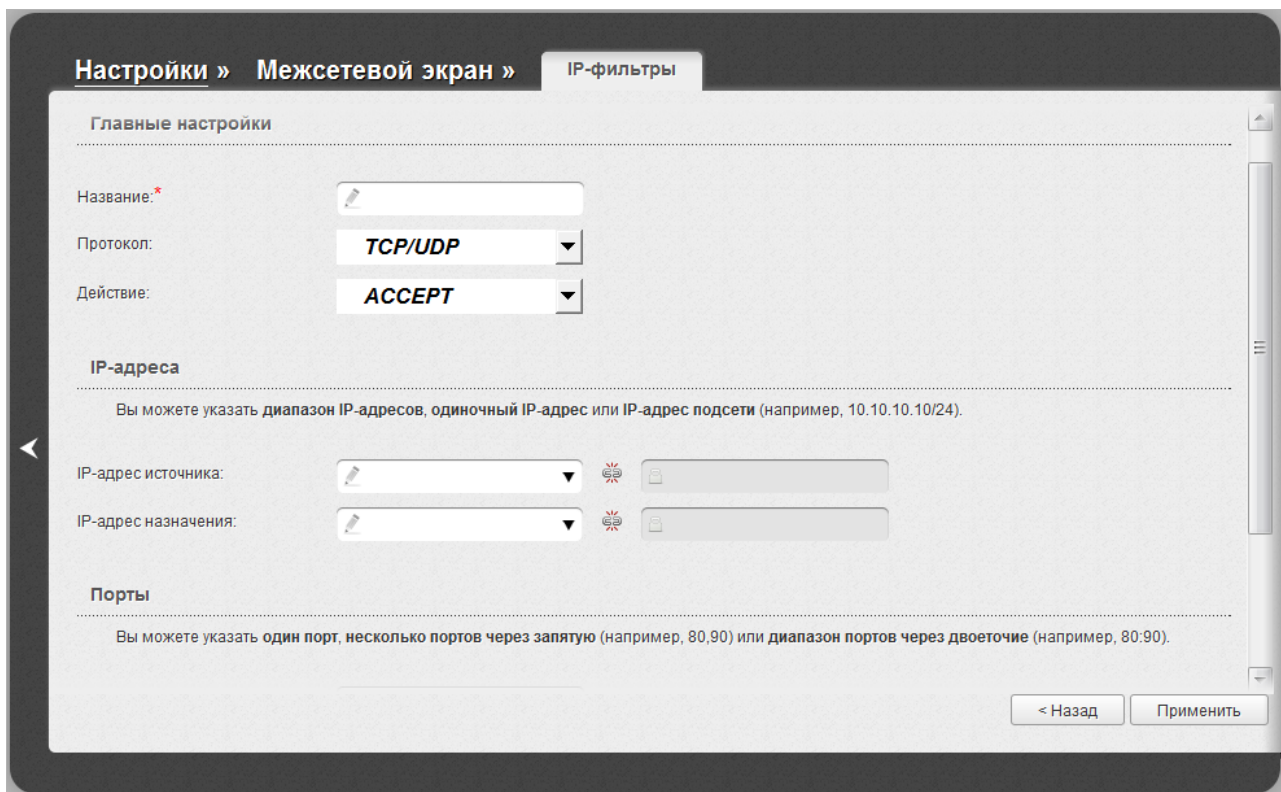 Настройки » Межсетевой экран » IP-фильтры
Главные настройки
Название:*
Протокол: TCP/UDP
Действие: ACCEPT
IP-адреса
Вы можете указать диапазон IP-адресов, одиночный IP-адрес или IP-адрес подсети (например, 10.10.10.10/24).
IP-адрес источника:
IP-адрес назначения:
Порты
Вы можете указать один порт, несколько портов через запятую (например, 80,90) или диапазон портов через двоеточие (например, 80:90).
< Назад Применить